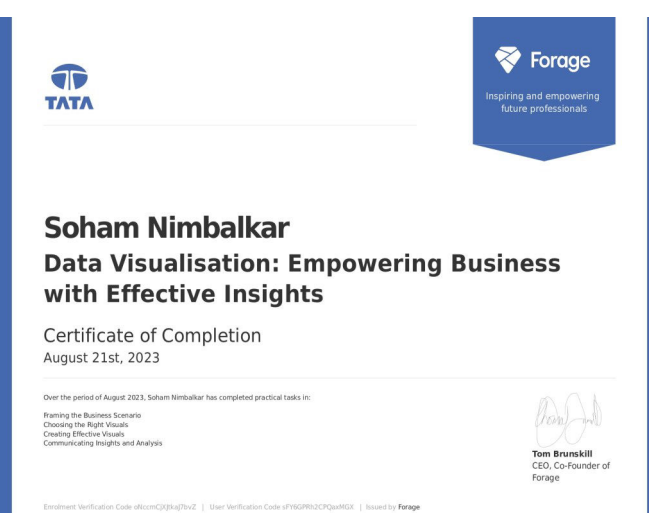 TATA
Forage
Inspiring and empowering
future professionals
Soham Nimbalkar
Data Visualisation: Empowering Business
with Effective Insights
Certificate of Completion
August 21st, 2023
Over the period of August 2023, Soham Nimbalkar has completed practical tasks in:
Framing the Business Scenario
Choosing the Right Visuals
Creating Effective Visuals
Communicating Insights and Analysis
Tom Brunskill
CEO, Co-Founder of
Forage
Enrolment Verification Code | User Verification Code | Issued by Forage